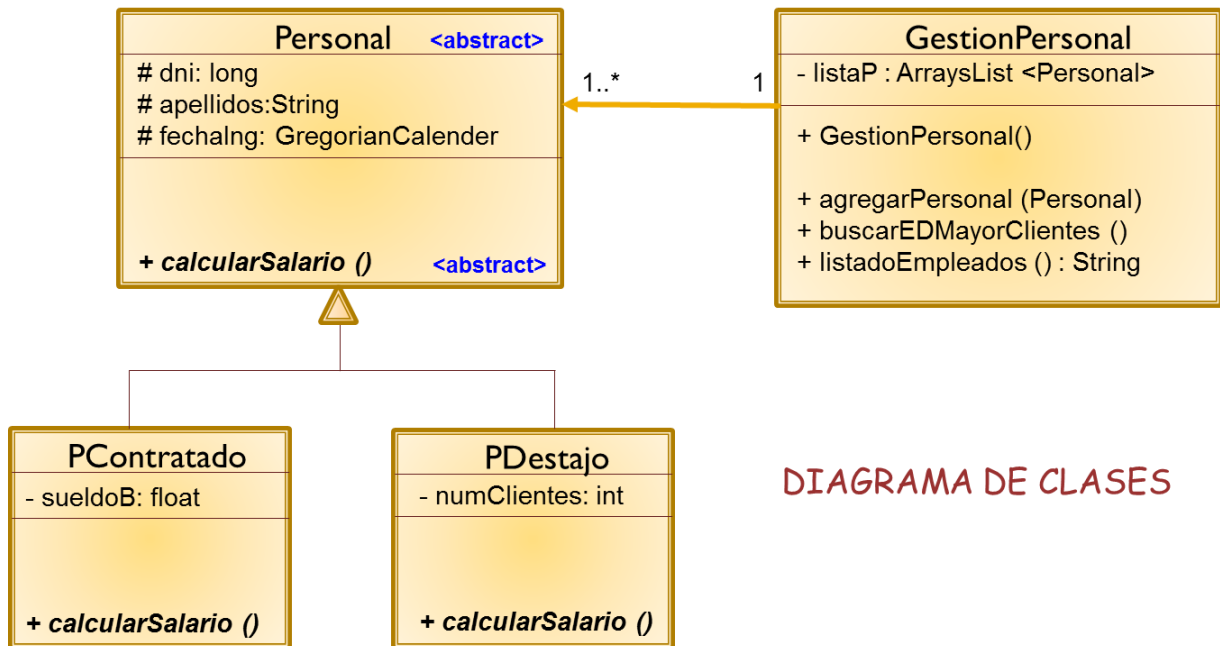 Personal <abstract>
# dni: long
# apellidos:String
# fechaIng: GregorianCalender
+ calcularSalario () <abstract>
1..* 1
GestionPersonal
- listaP : ArraysList <Personal>
+ GestionPersonal()
+ agregarPersonal (Personal)
+ buscarEDMayorClientes ()
+ listadoEmpleados () : String
PContratado
- sueldoB: float
+ calcularSalario ()
PDestajo
- numClientes: int
+ calcularSalario ()
DIAGRAMA DE CLASES